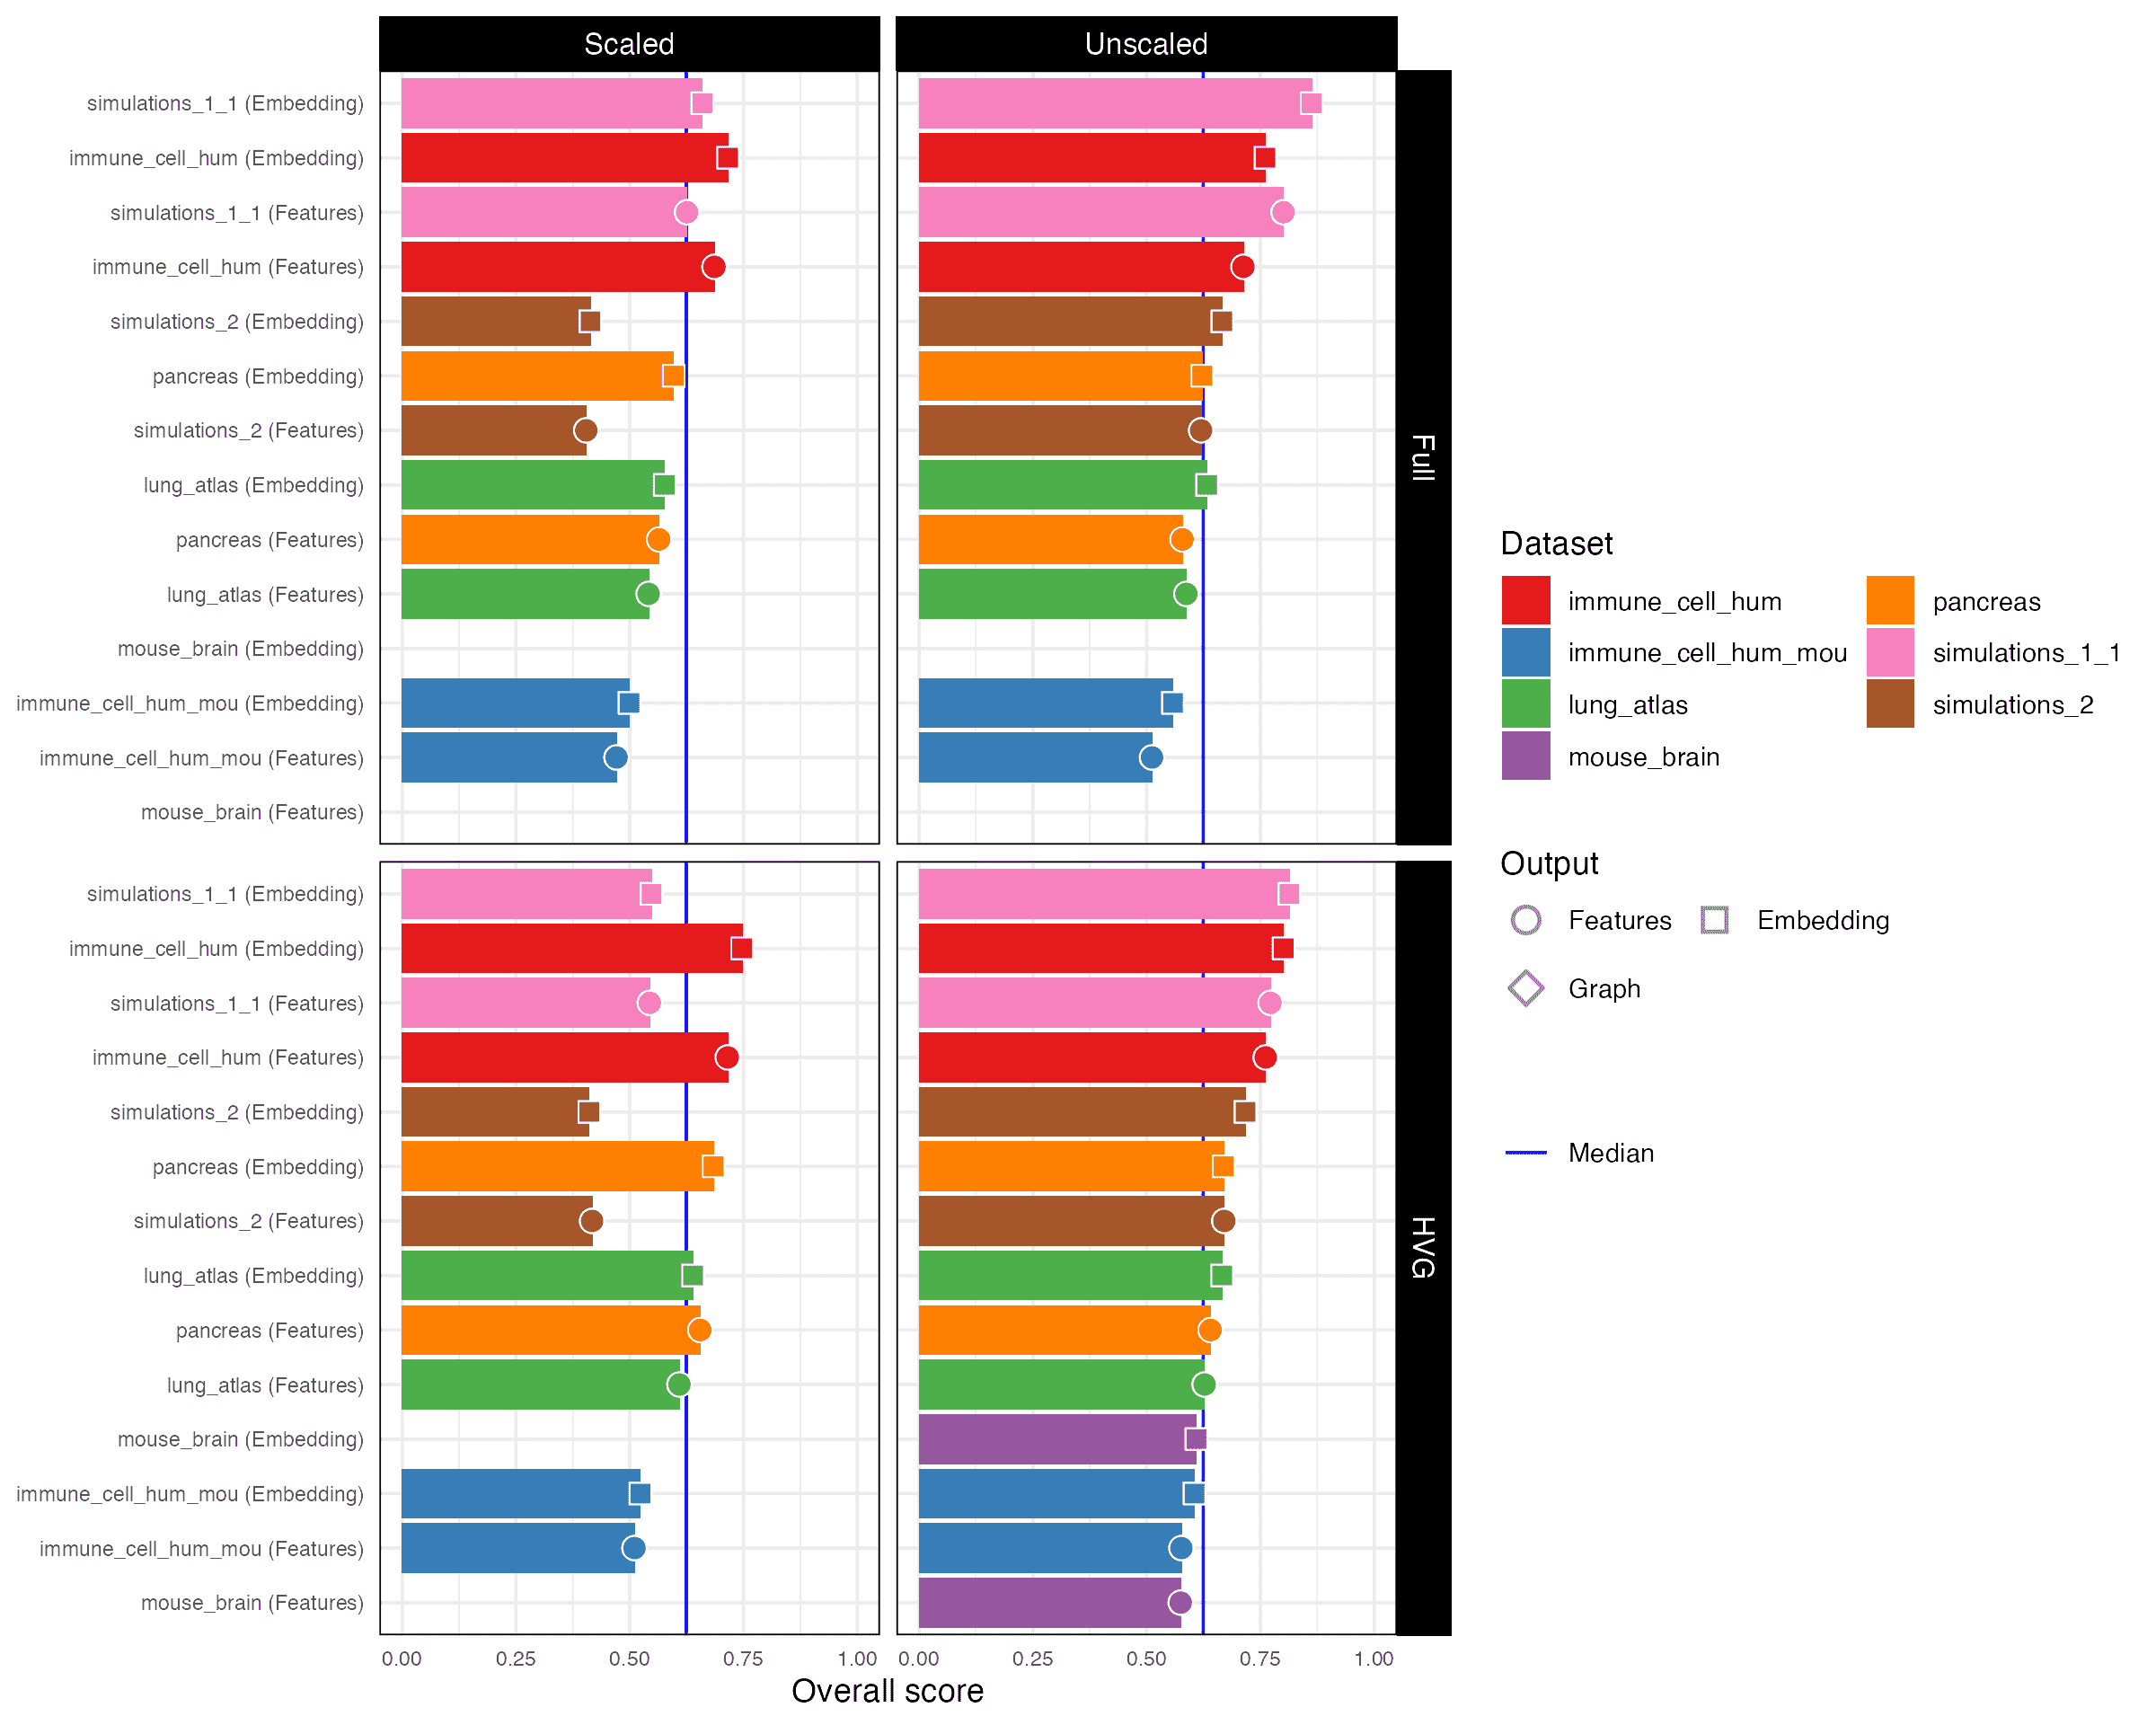 Scaled
Unscaled
simulations_1_1 (Embedding)
immune_cell_hum (Embedding)
simulations_1_1 (Features)
immune_cell_hum (Features)
simulations_2 (Embedding)
pancreas (Embedding)
simulations_2 (Features)
lung_atlas (Embedding)
pancreas (Features)
lung_atlas (Features)
mouse_brain (Embedding)
immune_cell_hum_mou (Embedding)
immune_cell_hum_mou (Features)
mouse_brain (Features)
Full
simulations_1_1 (Embedding)
immune_cell_hum (Embedding)
simulations_1_1 (Features)
immune_cell_hum (Features)
simulations_2 (Embedding)
pancreas (Embedding)
simulations_2 (Features)
lung_atlas (Embedding)
pancreas (Features)
lung_atlas (Features)
mouse_brain (Embedding)
immune_cell_hum_mou (Embedding)
immune_cell_hum_mou (Features)
mouse_brain (Features)
HVG
0.00 0.25 0.50 0.75 1.00
0.00 0.25 0.50 0.75 1.00
Overall score
Dataset
immune_cell_hum
immune_cell_hum_mou
lung_atlas
mouse_brain
pancreas
simulations_1_1
simulations_2
Output
Features
Embedding
Graph
Median